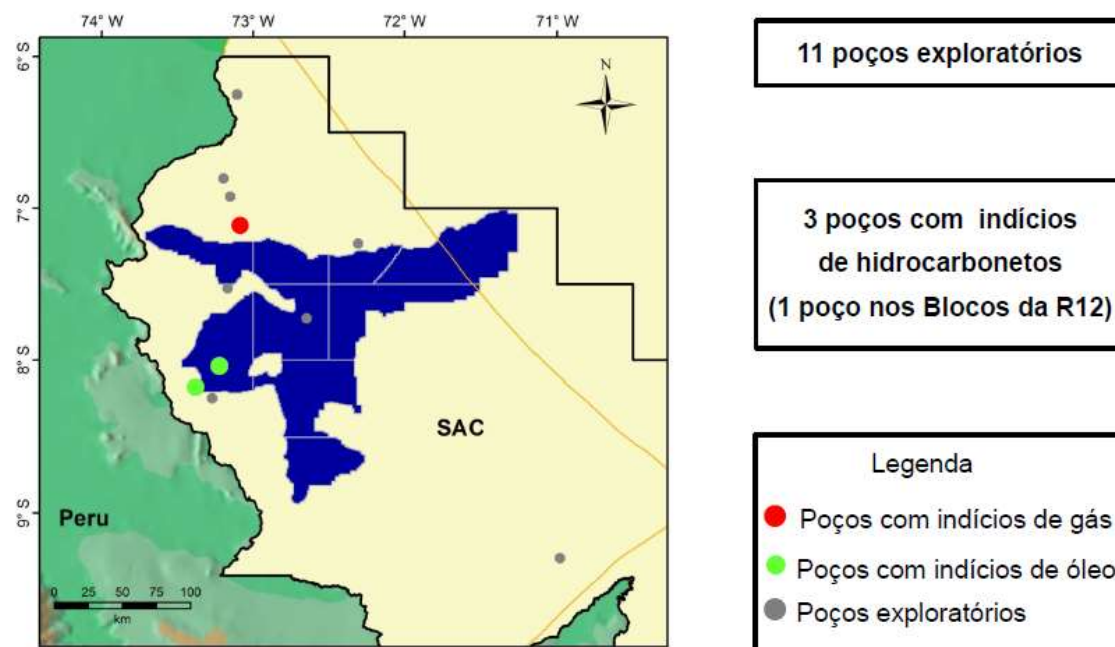 74° W
73° W
72° W
71° W
6° S
7° S
8° S
9° S
N
SAC
Peru
0 25 50 75 100
km
11 poços exploratórios
3 poços com indícios
de hidrocarbonetos
(1 poço nos Blocos da R12)
Legenda
Poços com indícios de gás
Poços com indícios de óleo
Poços exploratórios